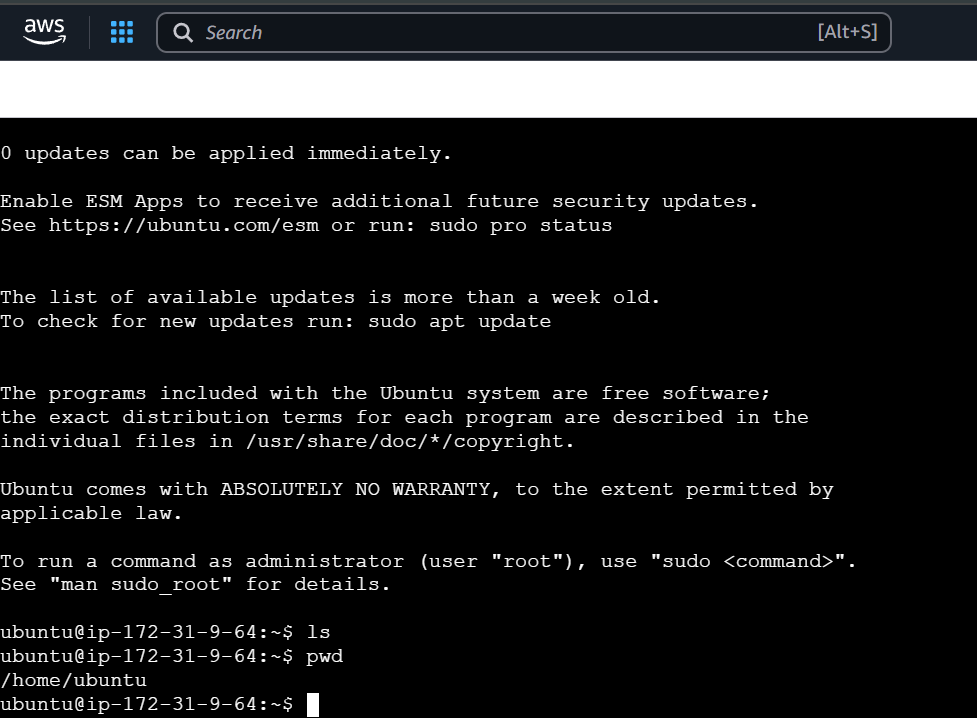 aws
Search [Alt+S]
0 updates can be applied immediately.
Enable ESM Apps to receive additional future security updates.
See https://ubuntu.com/esm or run: sudo pro status
The list of available updates is more than a week old.
To check for new updates run: sudo apt update
The programs included with the Ubuntu system are free software;
the exact distribution terms for each program are described in the
individual files in /usr/share/doc/*/copyright.
Ubuntu comes with ABSOLUTELY NO WARRANTY, to the extent permitted by
applicable law.
To run a command as administrator (user "root"), use "sudo <command>".
See "man sudo_root" for details.
ubuntu@ip-172-31-9-64:~$ ls
ubuntu@ip-172-31-9-64:~$ pwd
/home/ubuntu
ubuntu@ip-172-31-9-64:~$